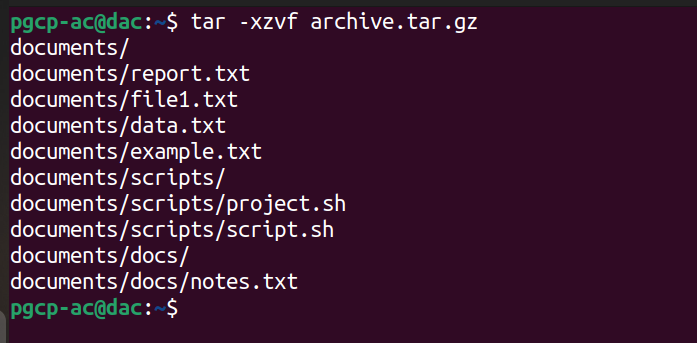 pgcp-ac@dac:~$ tar -xzvf archive.tar.gz
documents/
documents/report.txt
documents/file1.txt
documents/data.txt
documents/example.txt
documents/scripts/
documents/scripts/project.sh
documents/scripts/script.sh
documents/docs/
documents/docs/notes.txt
pgcp-ac@dac:~$